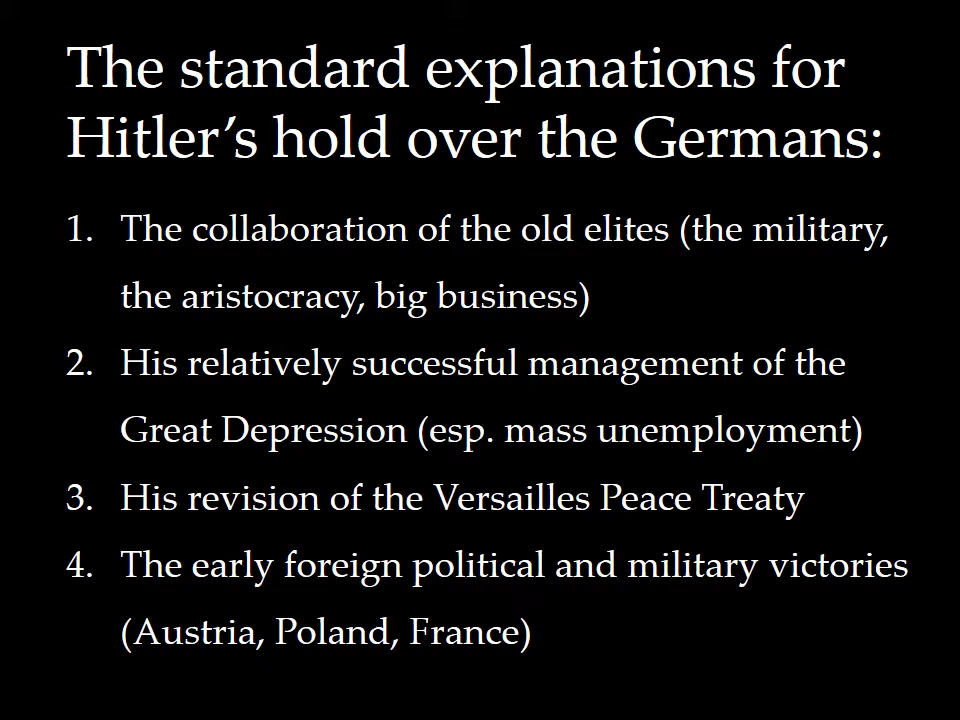 The standard explanations for
Hitler’s hold over the Germans:
1. The collaboration of the old elites (the military,
the aristocracy, big business)
2. His relatively successful management of the
Great Depression (esp. mass unemployment)
3. His revision of the Versailles Peace Treaty
4. The early foreign political and military victories
(Austria, Poland, France)